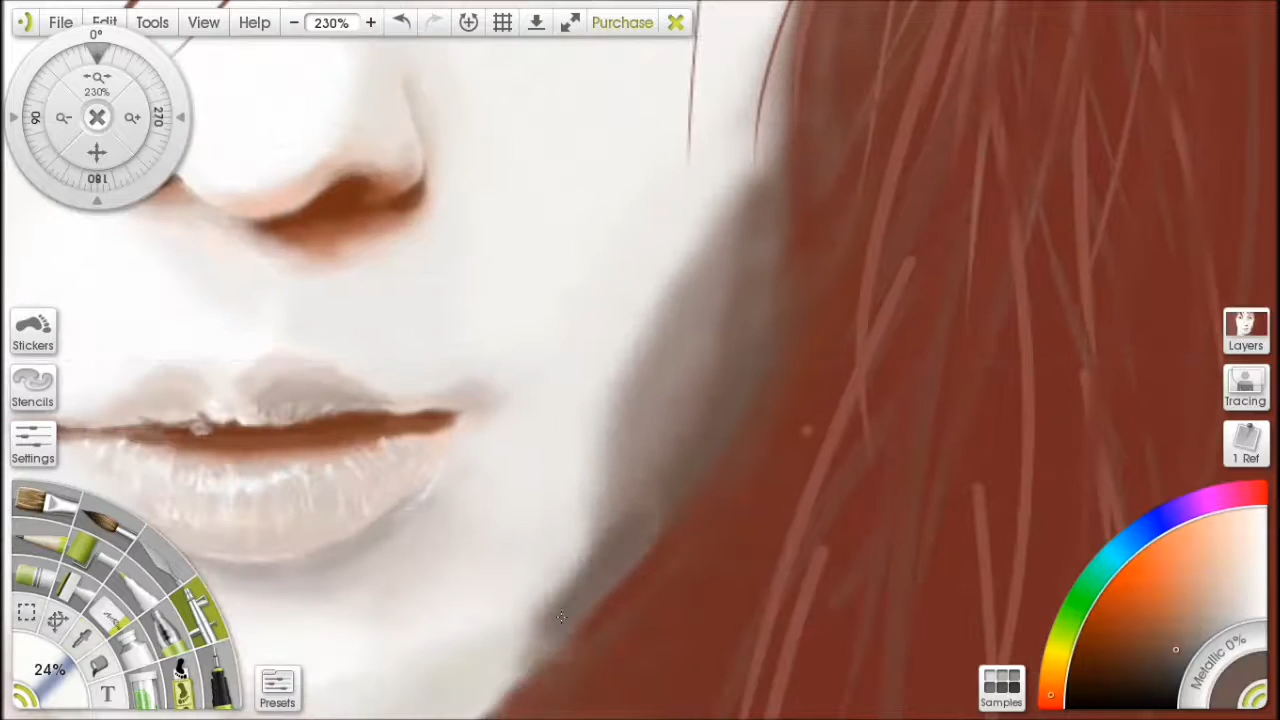 File Edit Tools View Help − 230% + Purchase
0°
230%
90
270
180
Stickers
Stencils
Settings
Layers
Tracing
1 Ref
24%
T
Presets
Samples
Metallic 0%